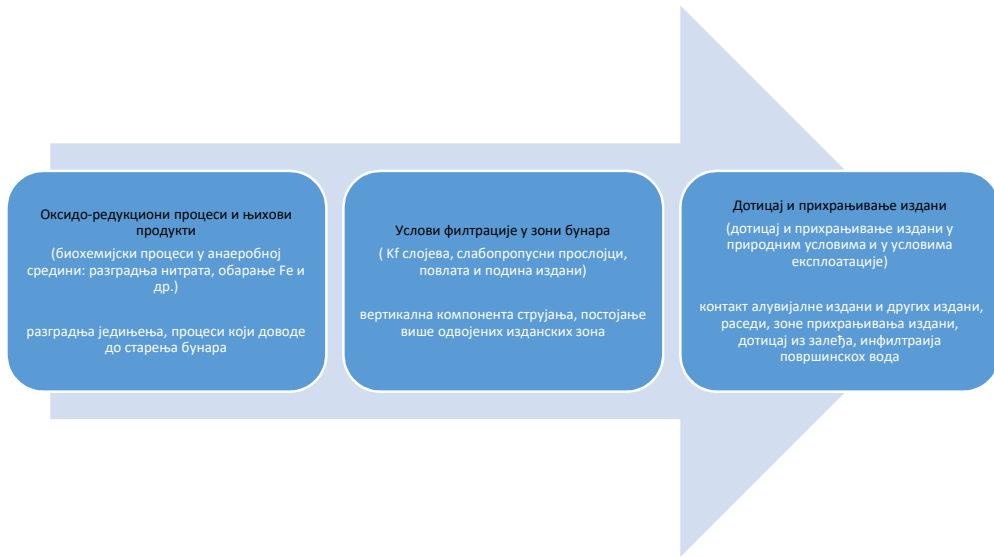 Оксидо-редукциони процеси и њихови
продукти
(биохемијски процеси у анаеробној
средини: разградња нитрата, обарање Fe и
др.)
разградња једињења, процеси који доводе
до старења бунара
Услови филтрације у зони бунара
( Kf слојева, слабопропусни прослојци,
повлата и подина издани)
вертикална компонента струјања, постојање
више одвојених изданских зона
Дотицај и прихрањивање издани
(дотицај и прихрањивање издани у
природним условима и у условима
експлоатације)
контакт алувијалне издани и других издани,
раседи, зоне прихрањивања издани,
дотицај из залеђа, инфилтраија
површинскох вода